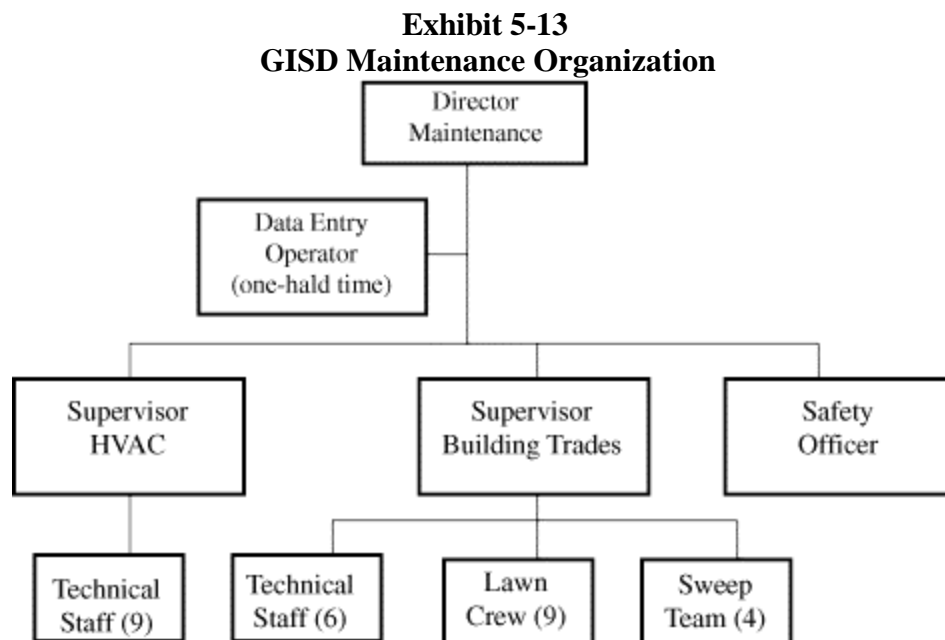 Exhibit 5-13
GISD Maintenance Organization
Director
Maintenance
Data Entry
Operator
(one-hald time)
Supervisor
HVAC
Supervisor
Building Trades
Safety
Officer
Technical
Staff (9)
Technical
Staff (6)
Lawn
Crew (9)
Sweep
Team (4)